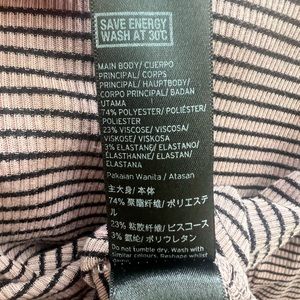 SAVE ENERGY
WASH AT 30°C
MAIN BODY/ CUERPO
PRINCIPAL/ CORPS
PRINCIPAL/ HAUPTBODY/
CORPO PRINCIPAL/ BADAN
UTAMA
74% POLYESTER/ POLIÉSTER/
POLIESTER
23% VISCOSE/ VISCOSA/
VISKOSE/ VISKOSA
3% ELASTANE/ ELASTANO/
ÉLASTHANNE/ ELASTAN/
ELASTANA
Pakaian Wanita / Atasan
主大身/ 本体
74% 聚酯纤维/ ポリエステ
ル
23% 粘胶纤维/ ビスコース
3% 氨纶/ ポリウレタン
Do not tumble dry. Wash with
similar colours. Reshape whilst